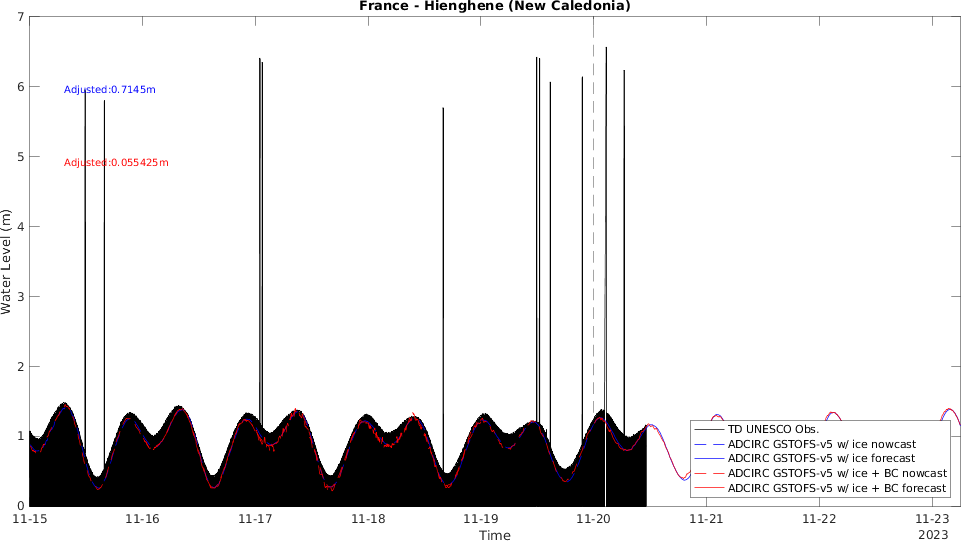 France - Hienghene (New Caledonia)
7
6
5
4
3
2
1
0
Water Level (m)
Adjusted:0.7145m
Adjusted:0.055425m
TD UNESCO Obs.
ADCIRC GSTOFS-v5 w/ ice nowcast
ADCIRC GSTOFS-v5 w/ ice forecast
ADCIRC GSTOFS-v5 w/ ice + BC nowcast
ADCIRC GSTOFS-v5 w/ ice + BC forecast
11-15 11-16 11-17 11-18 11-19 11-20 11-21 11-22 11-23
2023
Time